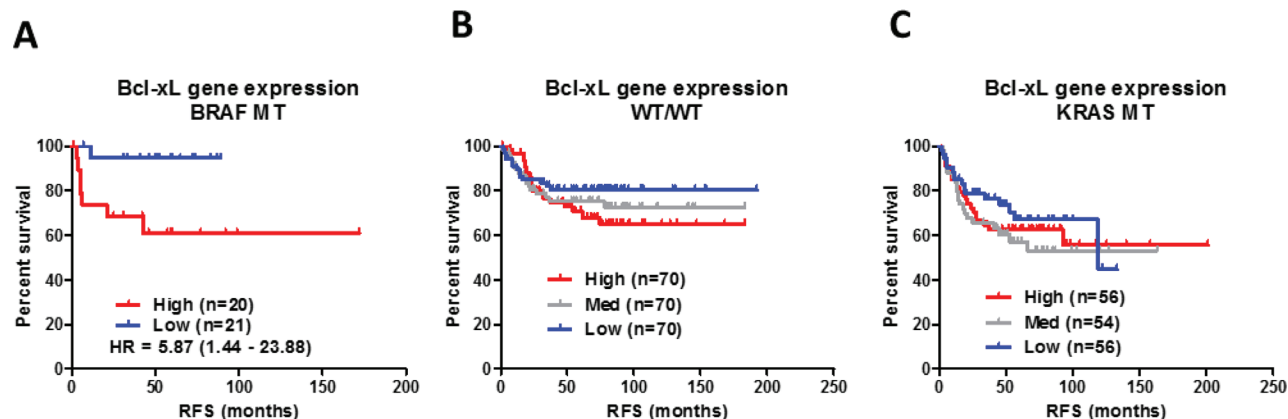 A
Bcl-xL gene expression
BRAF MT
Percent survival
100
80
60
40
20
0
High (n=20)
Low (n=21)
HR = 5.87 (1.44 - 23.88)
0 50 100 150 200
RFS (months)
B
Bcl-xL gene expression
WT/WT
Percent survival
100
80
60
40
20
0
High (n=70)
Med (n=70)
Low (n=70)
0 50 100 150 200 250
RFS (months)
C
Bcl-xL gene expression
KRAS MT
Percent survival
100
80
60
40
20
0
High (n=56)
Med (n=54)
Low (n=56)
0 50 100 150 200 250
RFS (months)